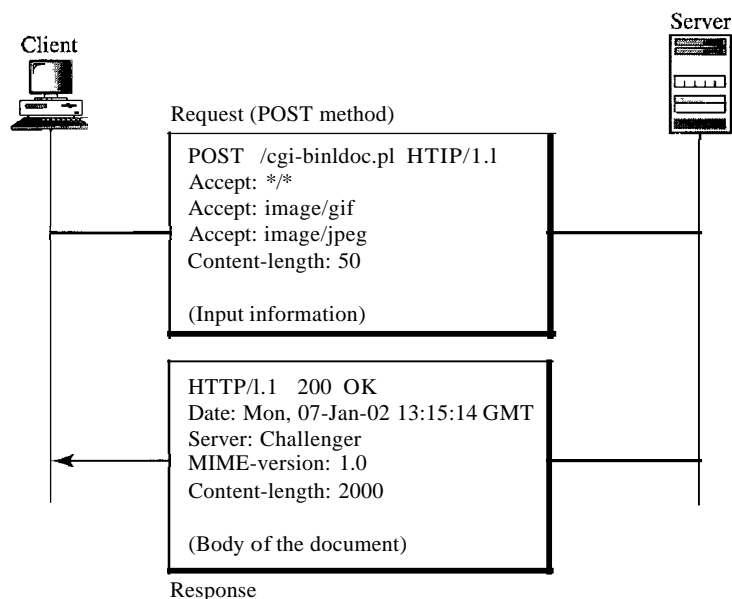 Client
Server
Request (POST method)
POST /cgi-binldoc.pl HTIP/1.l
Accept: */*
Accept: image/gif
Accept: image/jpeg
Content-length: 50
(Input information)
HTTP/l.1 200 OK
Date: Mon, 07-Jan-02 13:15:14 GMT
Server: Challenger
MIME-version: 1.0
Content-length: 2000
(Body of the document)
Response